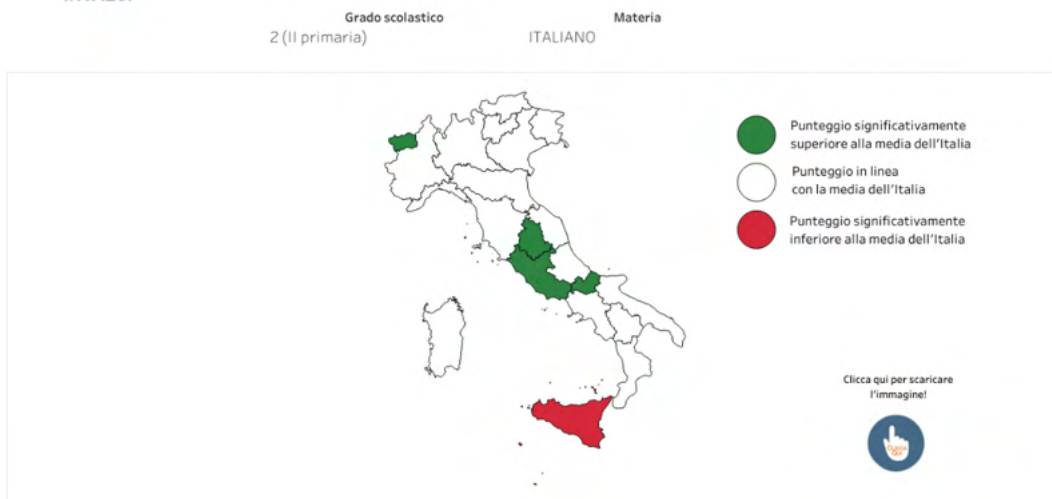 Grado scolastico
Materia
2 (II primaria)
ITALIANO
Punteggio significativamente
superiore alla media dell'Italia
Punteggio in linea
con la media dell'Italia
Punteggio significativamente
inferiore alla media dell'Italia
Clicca qui per scaricare
l'immagine!